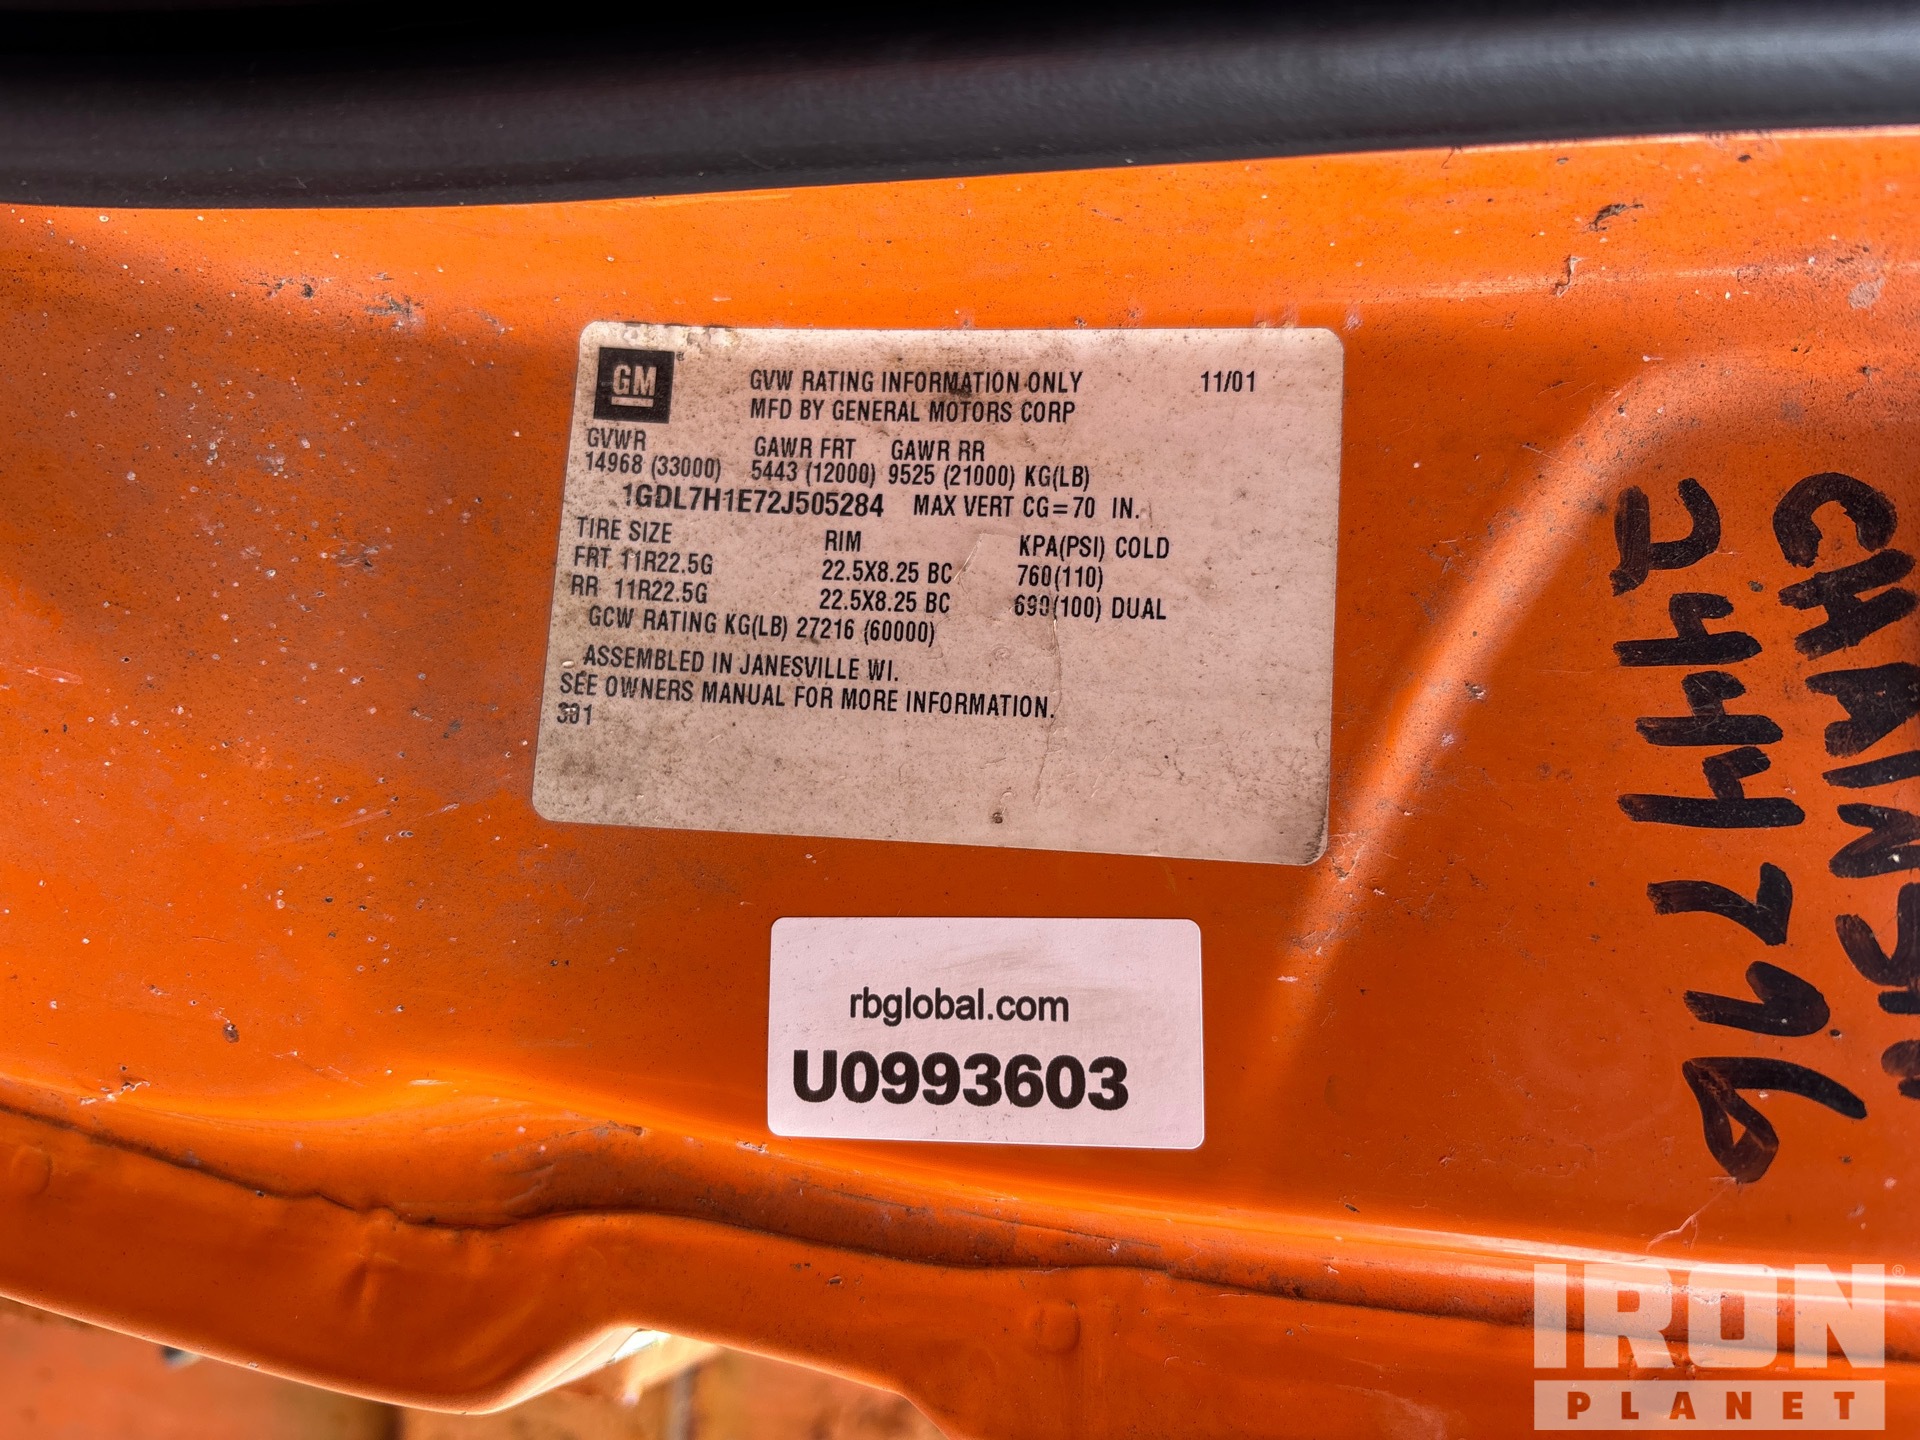 GM
GVW RATING INFORMATION ONLY 11/01
MFD BY GENERAL MOTORS CORP
GVWR GAWR FRT GAWR RR
14968 (33000) 5443 (12000) 9525 (21000) KG(LB)
1GDL7H1E72J505284 MAX VERT CG=70 IN.
TIRE SIZE RIM KPA(PSI) COLD
FRT 11R22.5G 22.5X8.25 BC 760(110)
RR 11R22.5G 22.5X8.25 BC 690(100) DUAL
GCW RATING KG(LB) 27216 (60000)
ASSEMBLED IN JANESVILLE WI.
SEE OWNERS MANUAL FOR MORE INFORMATION.
301
rbglobal.com
U0993603
IRON
PLANET